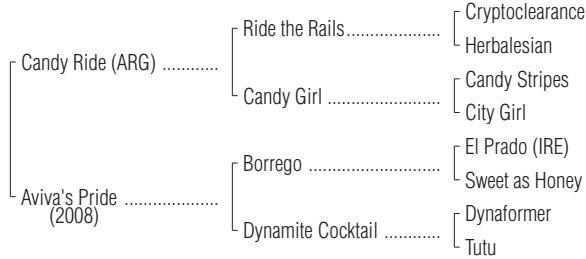 Cryptoclearance
Ride the Rails
Herbalesian
Candy Ride (ARG)
Candy Stripes
Candy Girl
City Girl
El Prado (IRE)
Borrego
Sweet as Honey
Aviva's Pride
(2008)
Dynaformer
Dynamite Cocktail
Tutu